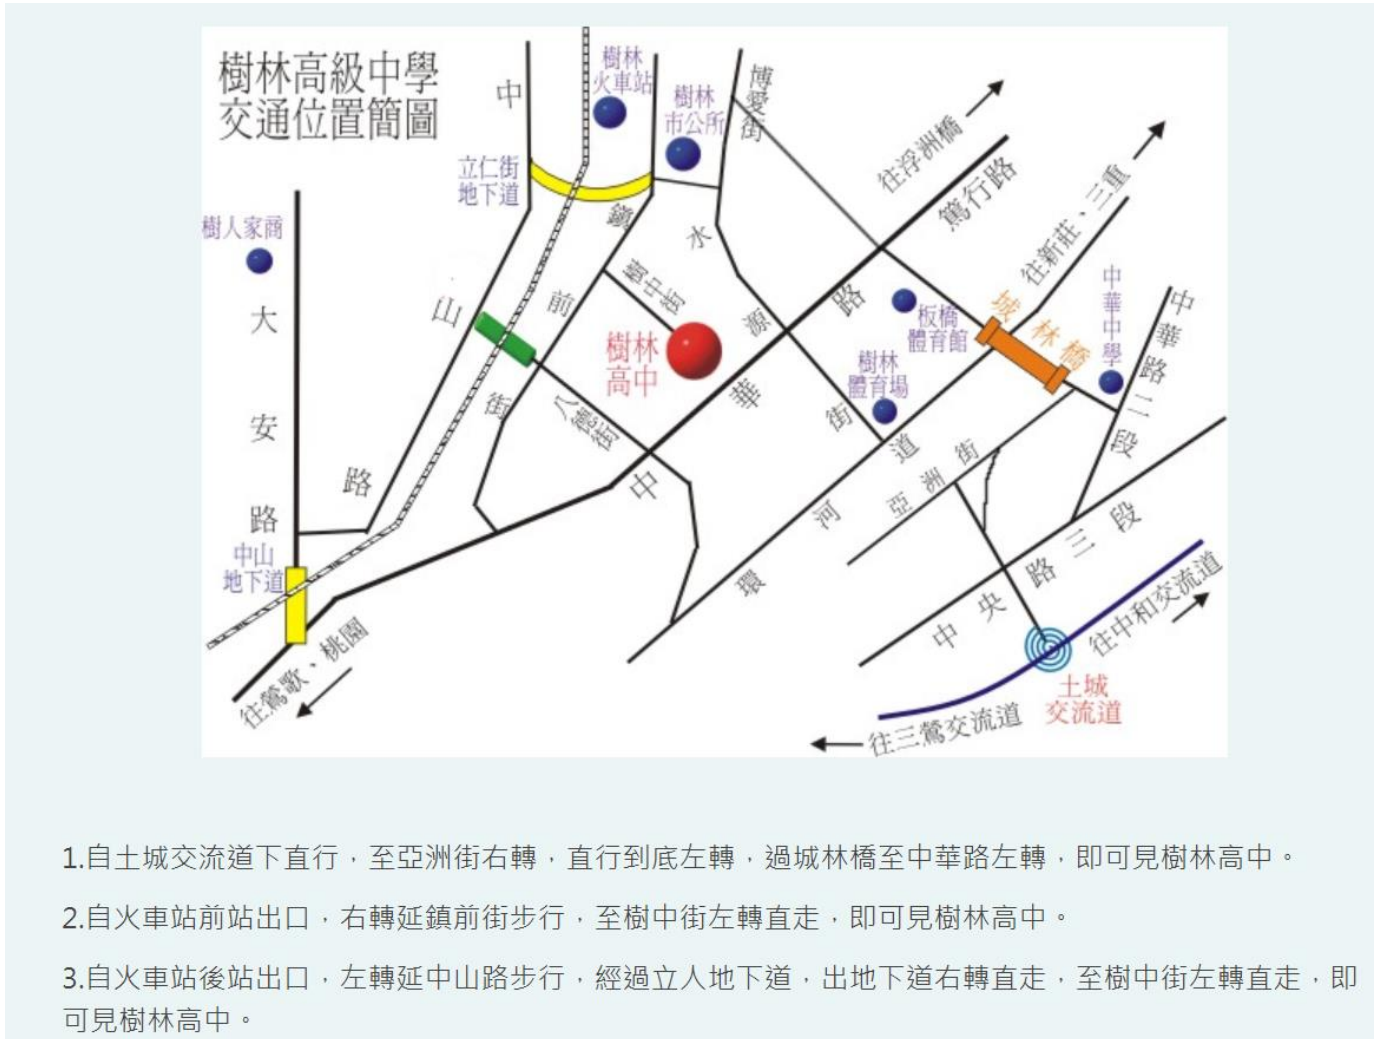 樹林高級中學
交通位置簡圖
樹林
火車站
樹林
市公所
博愛街
往浮洲橋
篤行路
往新莊、三重
立仁街
地下道
樹人家商
大安路
中山路
鎮前街
樹中街
水源街
樹林
高中
八德街
中華路
板橋
體育館
樹林
體育場
城林橋
中華中學
中華路二段
環河道
亞洲街
中央路三段
中山
地下道
往鶯歌、桃園
往中和交流道
土城
交流道
往三鶯交流道
1.自土城交流道下直行，至亞洲街右轉，直行到底左轉，過城林橋至中華路左轉，即可見樹林高中。
2.自火車站前站出口，右轉延鎮前街步行，至樹中街左轉直走，即可見樹林高中。
3.自火車站後站出口，左轉延中山路步行，經過立人地下道，出地下道右轉直走，至樹中街左轉直走，即
可見樹林高中。